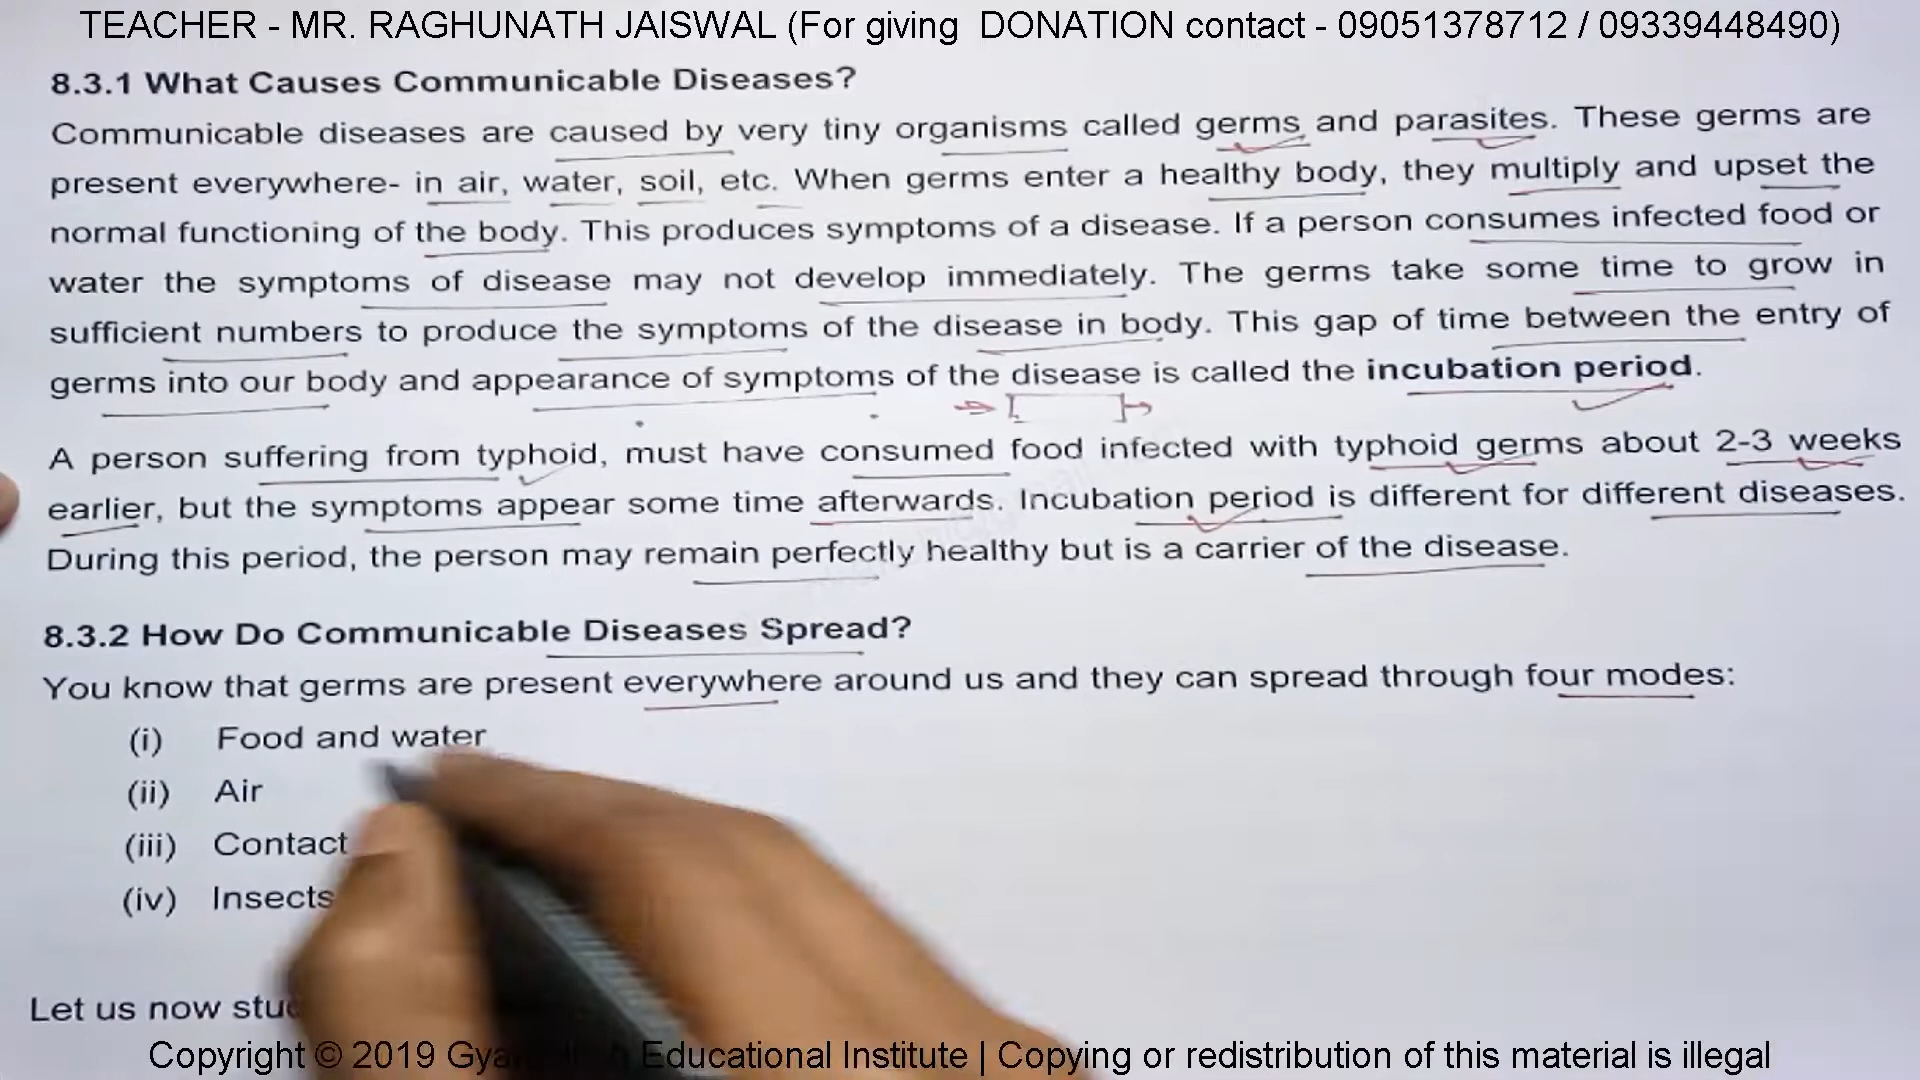 TEACHER - MR. RAGHUNATH JAISWAL (For giving DONATION contact - 09051378712 / 09339448490)
8.3.1 What Causes Communicable Diseases?
Communicable diseases are caused by very tiny organisms called germs and parasites. These germs are
present everywhere- in air, water, soil, etc. When germs enter a healthy body, they multiply and upset the
normal functioning of the body. This produces symptoms of a disease. If a person consumes infected food or
water the symptoms of disease may not develop immediately. The germs take some time to grow in
sufficient numbers to produce the symptoms of the disease in body. This gap of time between the entry of
germs into our body and appearance of symptoms of the disease is called the incubation period.
A person suffering from typhoid, must have consumed food infected with typhoid germs about 2-3 weeks
earlier, but the symptoms appear some time afterwards. Incubation period is different for different diseases.
During this period, the person may remain perfectly healthy but is a carrier of the disease.
8.3.2 How Do Communicable Diseases Spread?
You know that germs are present everywhere around us and they can spread through four modes:
(i) Food and water
(ii) Air
(iii) Contact
(iv) Insects
Let us now
Copyright © 2019 Educational Institute | Copying or redistribution of this material is illegal